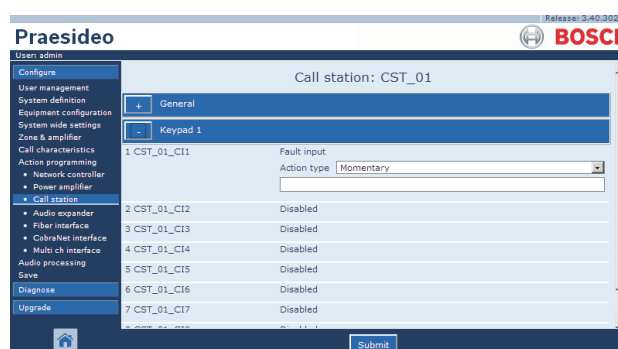 Release: 3.40.302
Praesideo
BOSCH
User: admin
Configure
User management
System definition
Equipment configuration
System wide settings
Zone & amplifier
Call characteristics
Action programming
• Network controller
• Power amplifier
• Call station
• Audio expander
• Fiber interface
• CobraNet interface
• Multi ch interface
Audio processing
Save
Diagnose
Upgrade
Call station: CST_01
+ General
- Keypad 1
1 CST_01_CI1 Fault input
Action type Momentary
2 CST_01_CI2 Disabled
3 CST_01_CI3 Disabled
4 CST_01_CI4 Disabled
5 CST_01_CI5 Disabled
6 CST_01_CI6 Disabled
7 CST_01_CI7 Disabled
Submit